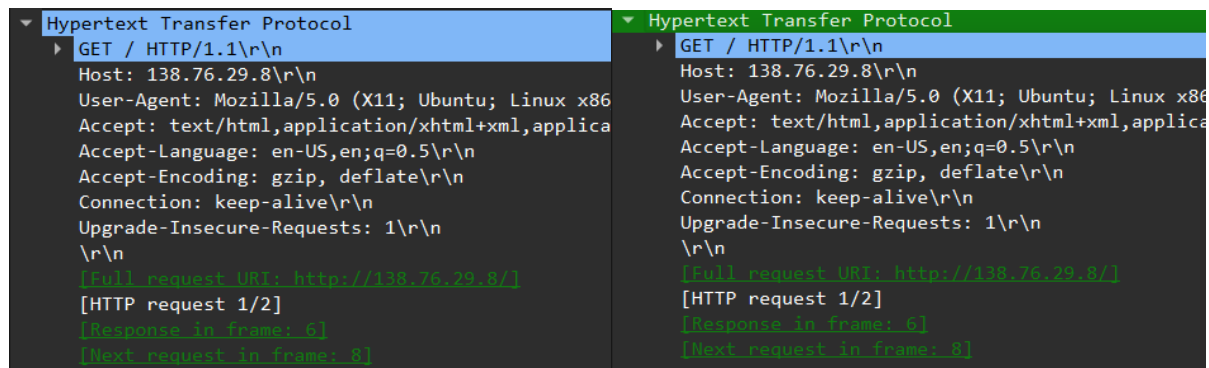 Hypertext Transfer Protocol
GET / HTTP/1.1\r\n
Host: 138.76.29.8\r\n
User-Agent: Mozilla/5.0 (X11; Ubuntu; Linux x86
Accept: text/html,application/xhtml+xml,applica
Accept-Language: en-US,en;q=0.5\r\n
Accept-Encoding: gzip, deflate\r\n
Connection: keep-alive\r\n
Upgrade-Insecure-Requests: 1\r\n
\r\n
[Full request URI: http://138.76.29.8/]
[HTTP request 1/2]
[Response in frame: 6]
[Next request in frame: 8]
Hypertext Transfer Protocol
GET / HTTP/1.1\r\n
Host: 138.76.29.8\r\n
User-Agent: Mozilla/5.0 (X11; Ubuntu; Linux x86
Accept: text/html,application/xhtml+xml,applica
Accept-Language: en-US,en;q=0.5\r\n
Accept-Encoding: gzip, deflate\r\n
Connection: keep-alive\r\n
Upgrade-Insecure-Requests: 1\r\n
\r\n
[Full request URI: http://138.76.29.8/]
[HTTP request 1/2]
[Response in frame: 6]
[Next request in frame: 8]